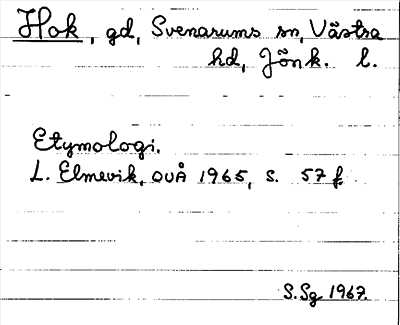 Hok, gd, Svenarums sn, Västra
hd, Jönk. l.
Etymologi.
L. Elmevik, OUÅ 1965, s. 57 f.
S.Sg 1967.